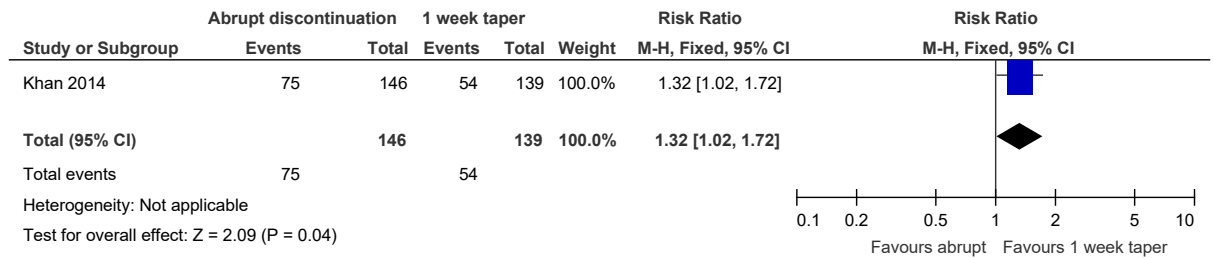 Abrupt discontinuation 1 week taper Risk Ratio Risk Ratio
Study or Subgroup Events Total Events Total Weight M-H, Fixed, 95% CI M-H, Fixed, 95% CI
Khan 2014 75 146 54 139 100.0% 1.32 [1.02, 1.72]
Total (95% CI) 146 139 100.0% 1.32 [1.02, 1.72]
Total events 75 54
Heterogeneity: Not applicable
Test for overall effect: Z = 2.09 (P = 0.04)
0.1 0.2 0.5 1 2 5 10
Favours abrupt Favours 1 week taper